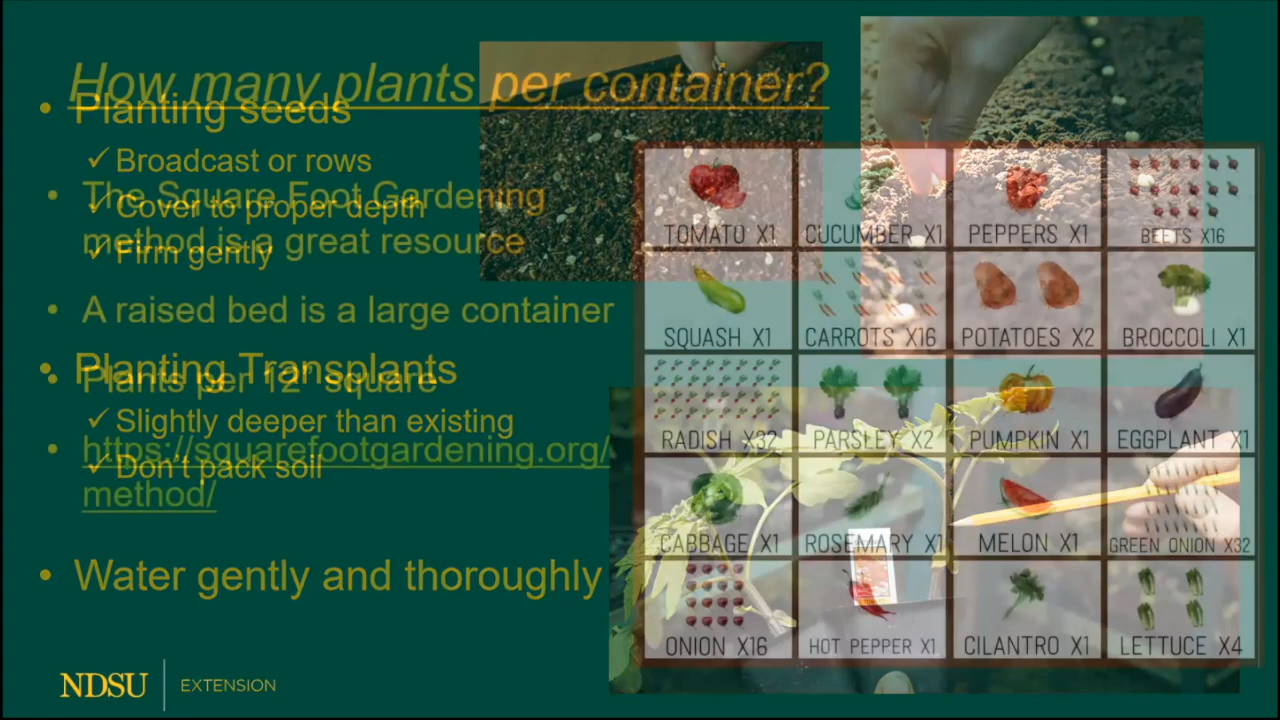 How many plants per container?
• Planting seeds
✓ Broadcast or rows
• The Square Foot Gardening
✓ Cover to proper depth
method is a great resource
✓ Firm gently
• A raised bed is a large container
• Planting Transplants
• Plants per 12" square
✓ Slightly deeper than existing
• https://squarefootgardening.org/
✓ Don't pack soil
method/
• Water gently and thoroughly
TOMATO X1 CUCUMBER X1 PEPPERS X1 BEETS X16
SQUASH X1 CARROTS X16 POTATOES X2 BROCCOLI X1
RADISH X32 PARSLEY X2 PUMPKIN X1 EGGPLANT X1
CABBAGE X1 ROSEMARY X1 MELON X1 GREEN ONION X32
ONION X16 HOT PEPPER X1 CILANTRO X1 LETTUCE X4
NDSU EXTENSION